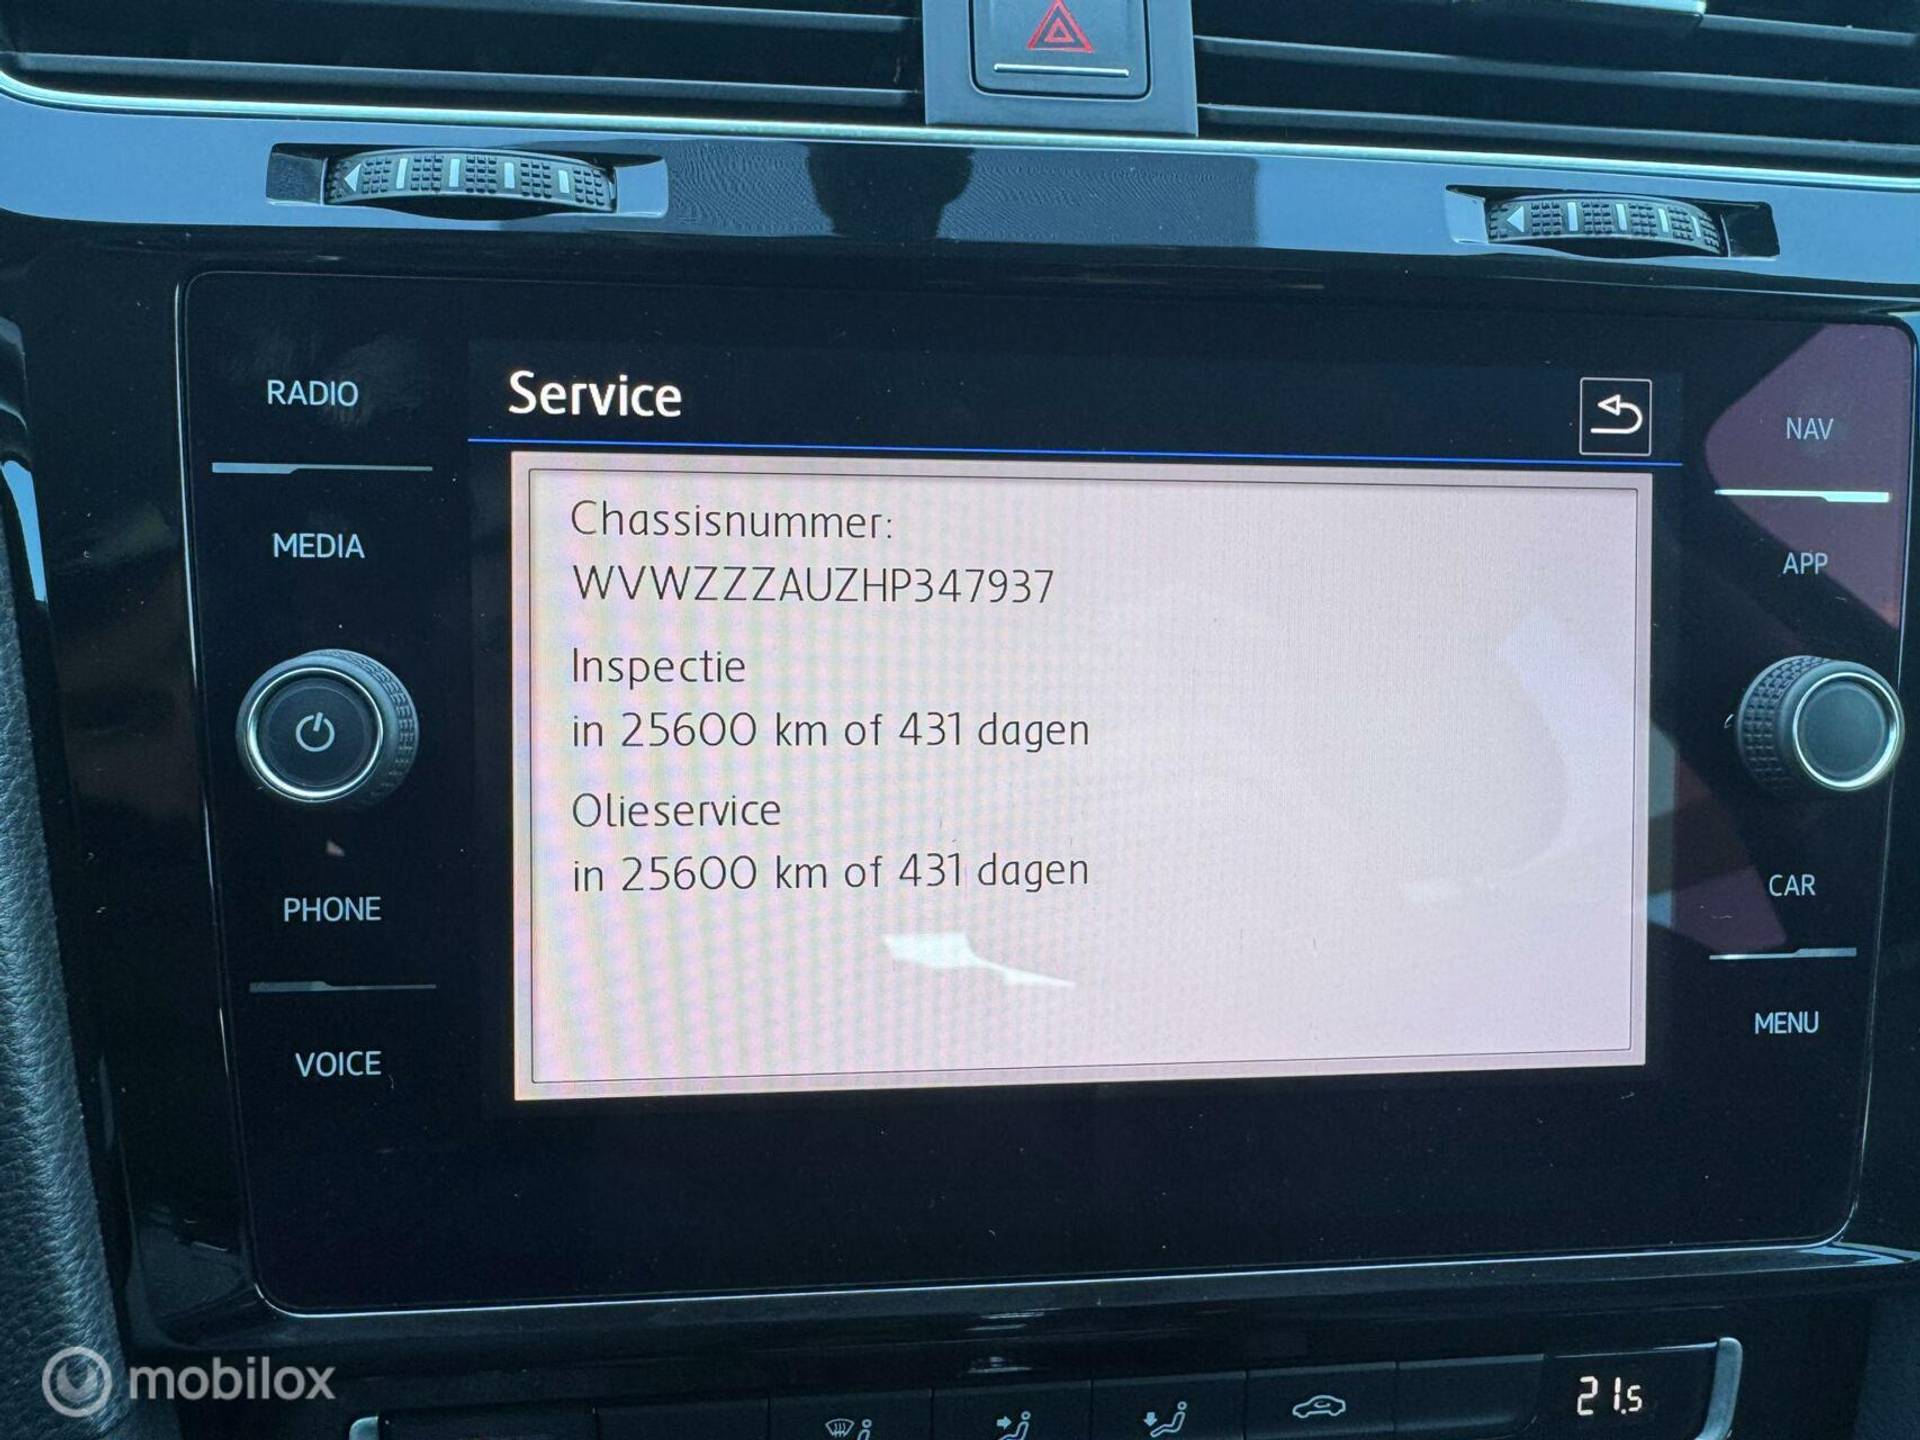 RADIO
MEDIA
PHONE
VOICE
Service
Chassisnummer:
WVWZZZAUZHP347937
Inspectie
in 25600 km of 431 dagen
Olieservice
in 25600 km of 431 dagen
NAV
APP
CAR
MENU
21.5
mobilox